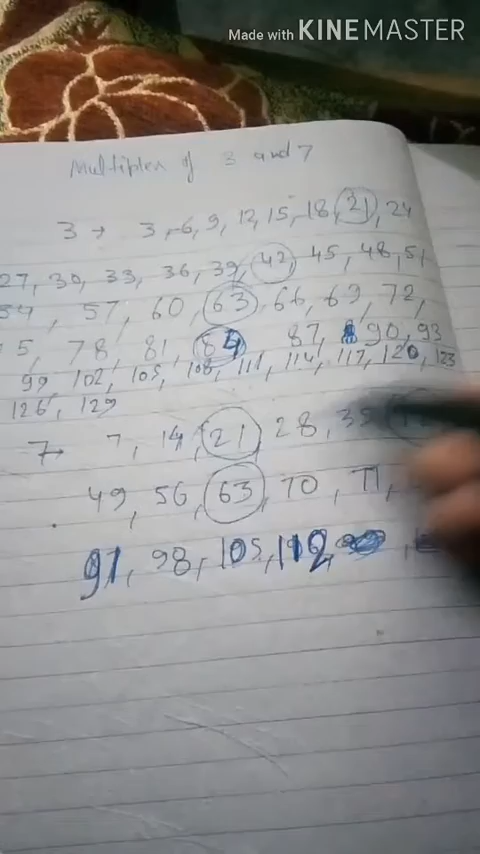 Made with KINEMASTER
Multiples of 3 and 7
3 → 3, 6, 9, 12, 15, 18, 21, 24
27, 30, 33, 36, 39, 42, 45, 48, 51,
54, 57, 60, 63, 66, 69, 72,
5, 78, 81, 84 87, 90, 93
99, 102, 105, 108, 111, 114, 117, 120, 123
126, 129
7→ 7, 14, 21, 28, 35
49, 56, 63, 70, 77,
91, 98, 105, 112,